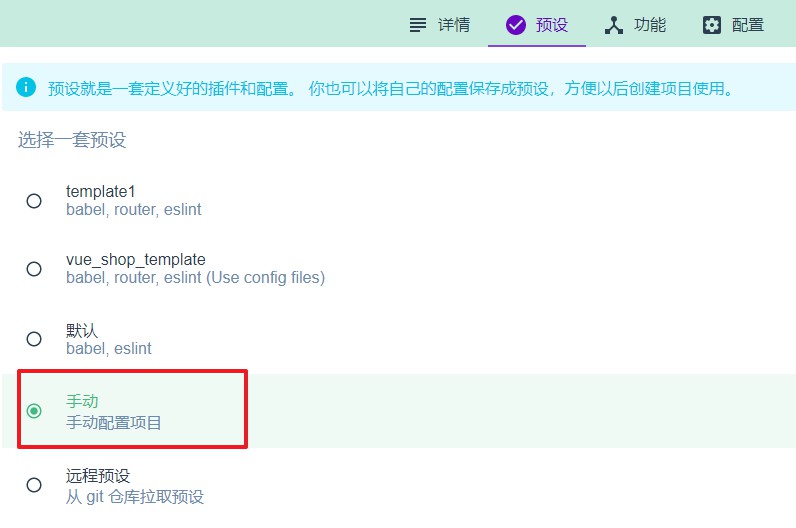 详情 预设 功能 配置
预设就是一套定义好的插件和配置。 你也可以将自己的配置保存成预设，方便以后创建项目使用。
选择一套预设
template1
babel, router, eslint
vue_shop_template
babel, router, eslint (Use config files)
默认
babel, eslint
手动
手动配置项目
远程预设
从 git 仓库拉取预设